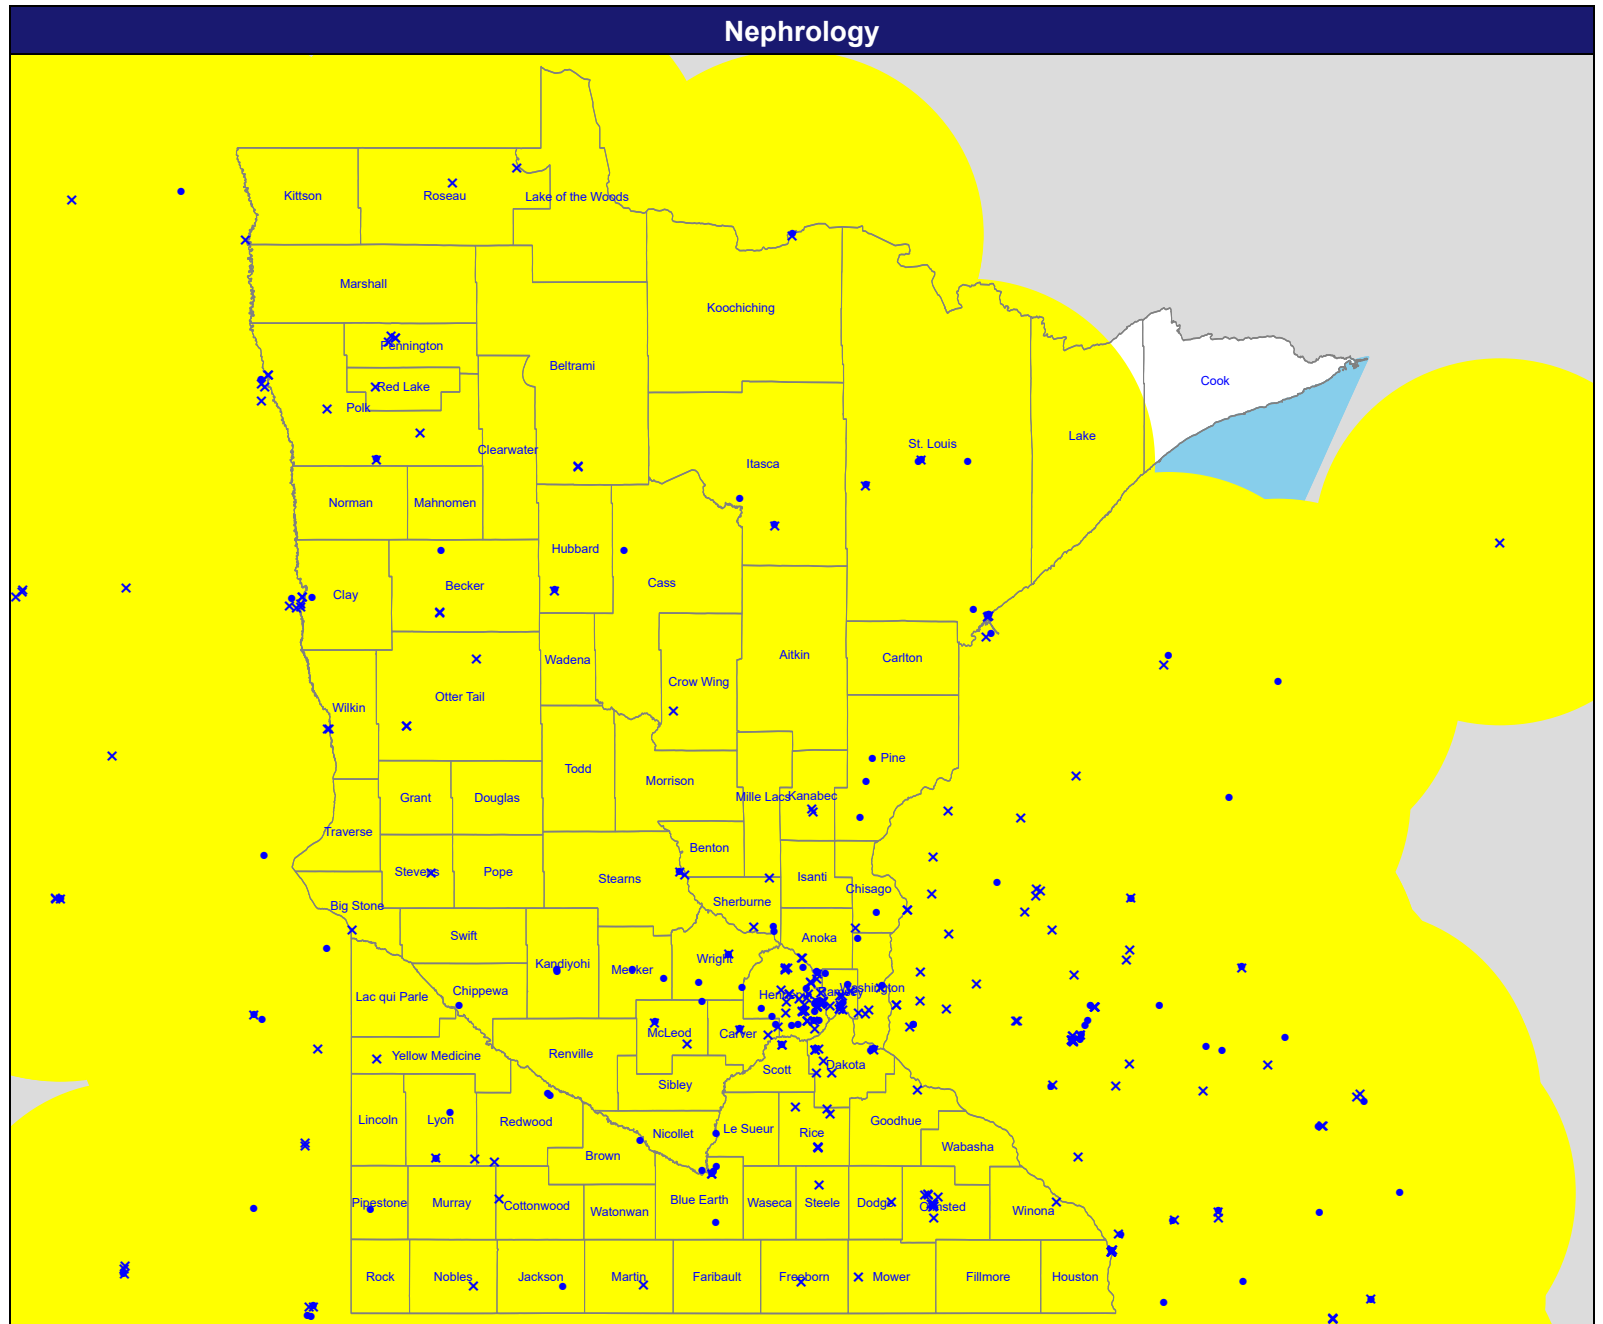 Nephrology
Kittson
Roseau
Lake of the Woods
Marshall
Koochiching
Pennington
Beltrami
Red Lake
Cook
Polk
Lake
Clearwater
St. Louis
Itasca
Norman
Mahnomen
Hubbard
Clay
Becker
Cass
Wadena
Aitkin
Carlton
Crow Wing
Otter Tail
Wilkin
Pine
Todd
Morrison
Grant
Douglas
Mille Lacs
Kanabec
Traverse
Benton
Stevens
Pope
Stearns
Isanti
Chisago
Sherburne
Big Stone
Swift
Anoka
Kandiyohi
Meeker
Wright
Lac qui Parle
Chippewa
Hennepin
Ramsey
Washington
McLeod
Carver
Yellow Medicine
Renville
Scott
Dakota
Sibley
Lincoln
Lyon
Redwood
Nicollet
Le Sueur
Rice
Goodhue
Brown
Wabasha
Pipestone
Murray
Cottonwood
Watonwan
Blue Earth
Waseca
Steele
Dodge
Olmsted
Winona
Rock
Nobles
Jackson
Martin
Faribault
Freeborn
Mower
Fillmore
Houston